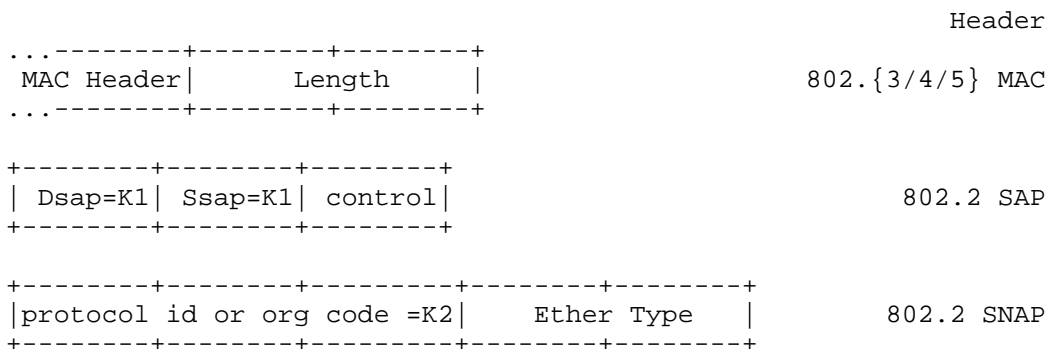 Header
...--------+--------+--------+
 MAC Header|      Length     |                      802.{3/4/5} MAC
...--------+--------+--------+

+--------+--------+--------+
| Dsap=K1| Ssap=K1| control|                                802.2 SAP
+--------+--------+--------+

+--------+--------+---------+--------+--------+
|protocol id or org code =K2|    Ether Type   |            802.2 SNAP
+--------+--------+---------+--------+--------+